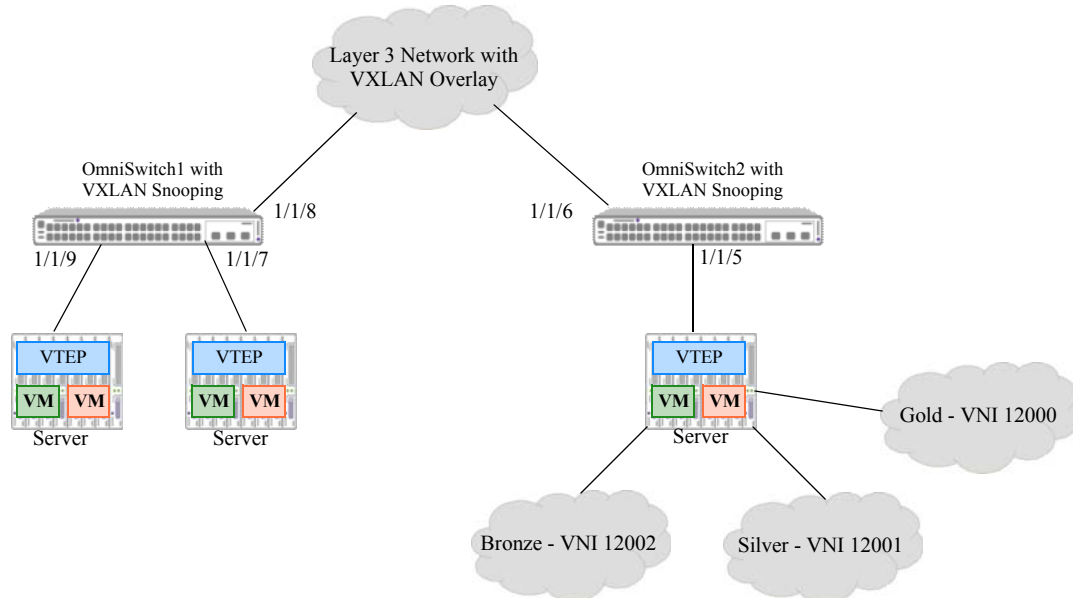 Layer 3 Network with
VXLAN Overlay
OmniSwitch1 with
VXLAN Snooping
OmniSwitch2 with
VXLAN Snooping
1/1/8
1/1/6
1/1/9
1/1/7
1/1/5
VTEP
VM
VM
Server
VTEP
VM
VM
Server
VTEP
VM
VM
Server
Gold - VNI 12000
Bronze - VNI 12002
Silver - VNI 12001